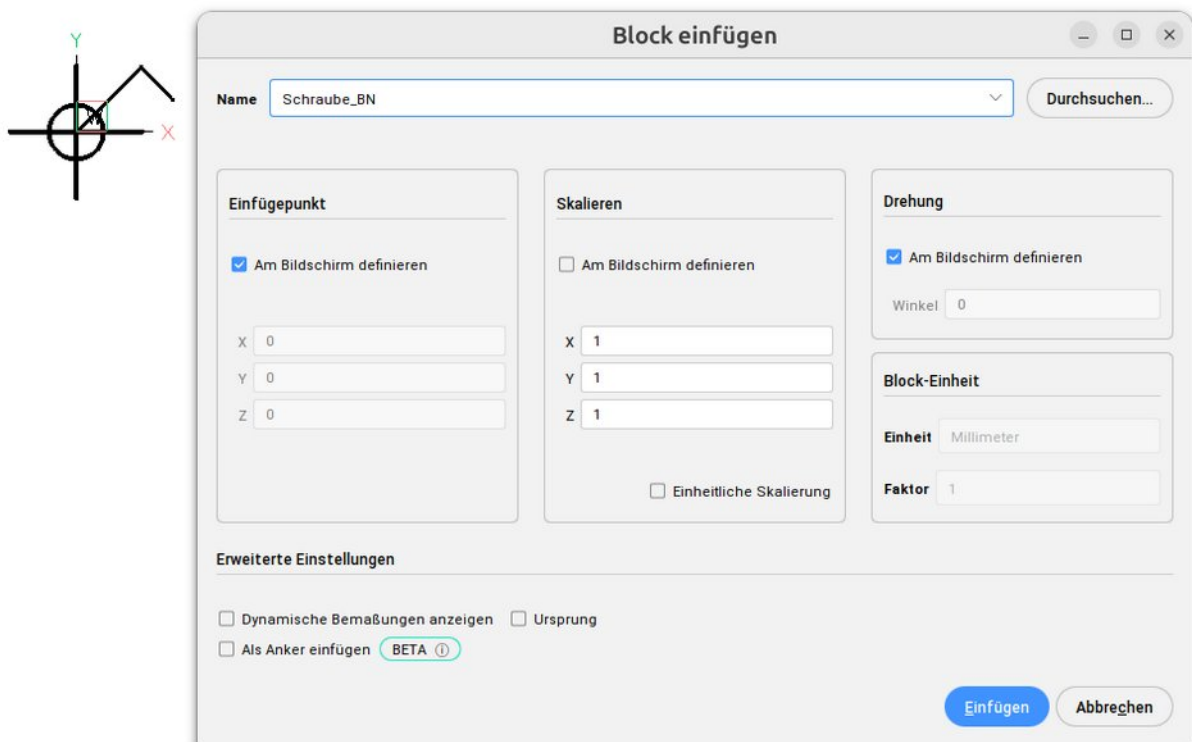 Block einfügen
Y
X
Name Schraube_BN Durchsuchen...
Einfügepunkt
Am Bildschirm definieren
X 0
Y 0
Z 0
Skalieren
Am Bildschirm definieren
X 1
Y 1
Z 1
Einheitliche Skalierung
Drehung
Am Bildschirm definieren
Winkel 0
Block-Einheit
Einheit Millimeter
Faktor 1
Erweiterte Einstellungen
Dynamische Bemaßungen anzeigen Ursprung
Als Anker einfügen BETA
Einfügen Abbrechen